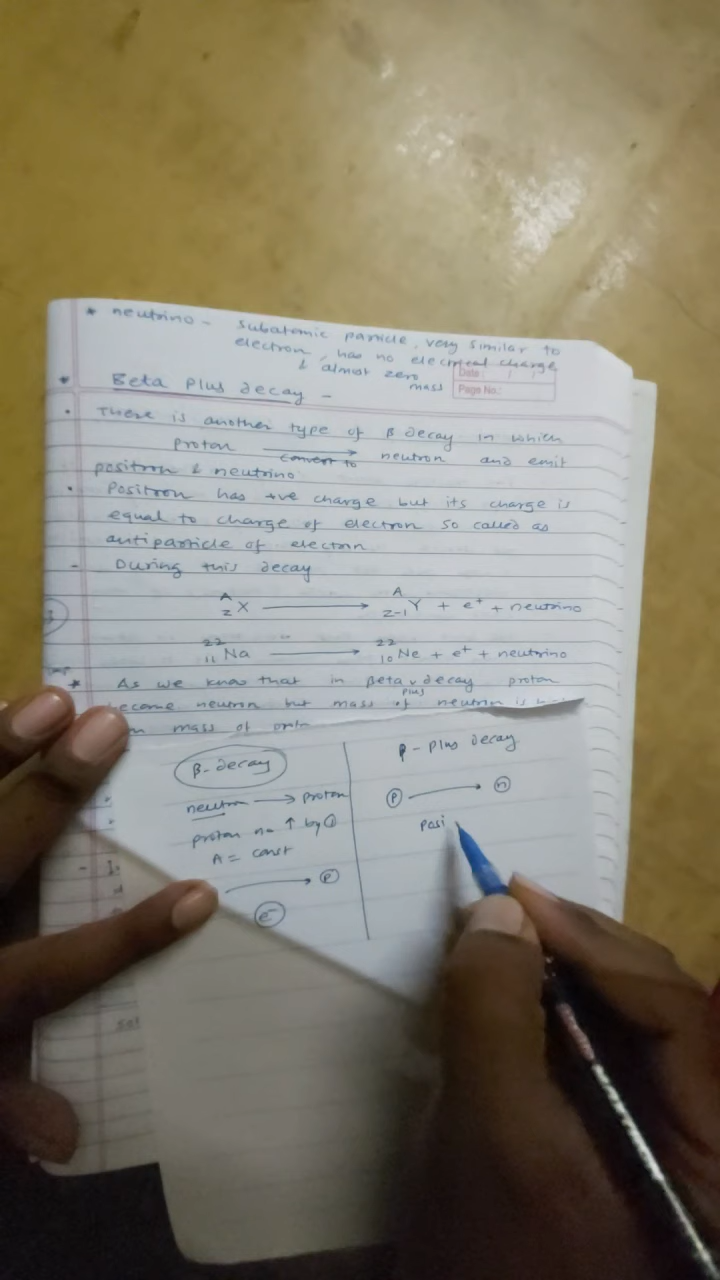 * neutrino - subatomic particle, very similar to
electron, has no electrical charge
& almost zero
mass
Date : / /
Page No.:
* Beta plus decay -
• There is another type of β decay in which
proton convert to neutron and emit
positron & neutrino
• Positron has +ve charge but its charge is
equal to charge of electron so called as
antiparticle of electron
- During this decay
A Z X → A Z-1 Y + e+ + neutrino
22 11 Na → 22 10 Ne + e+ + neutrino
* As we know that in Beta plus decay proton
become neutron but mass of neutron is
mass of
β-decay
neutron → proton
proton no ↑ by 1
A = const
→ P
e-
β-plus decay
P → n
Posi
sol